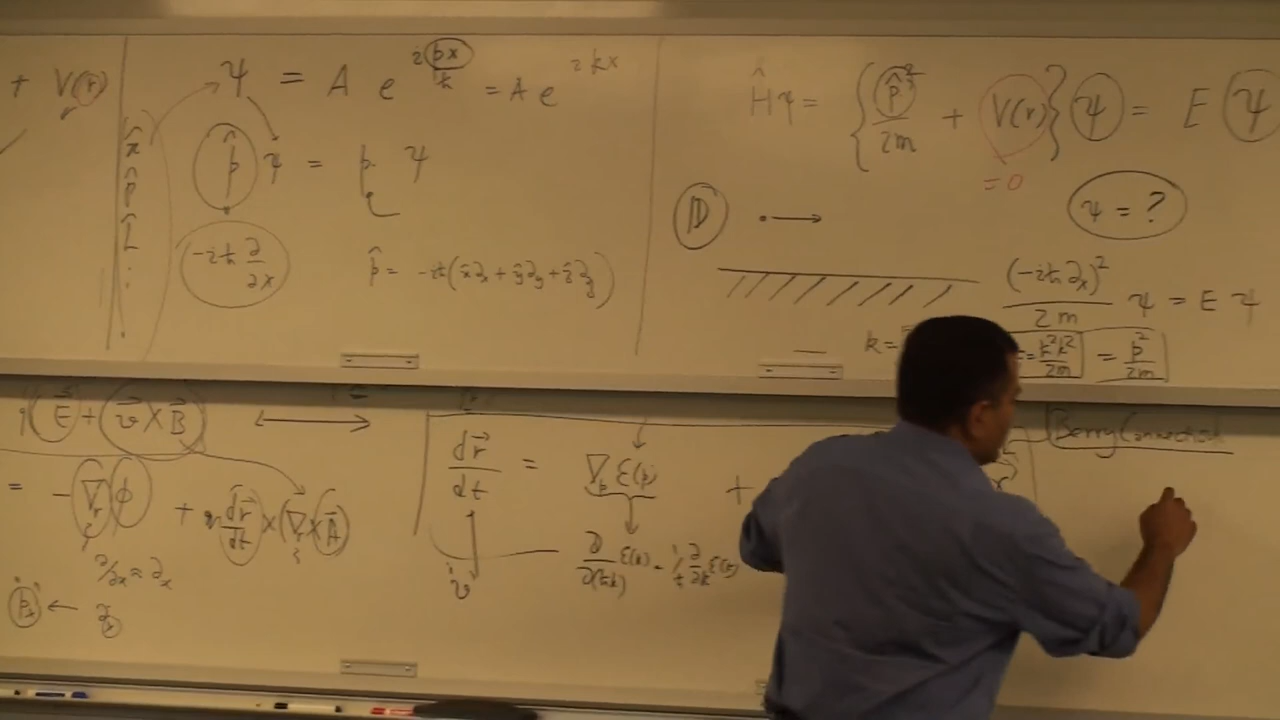 + V(r)
x̂
p̂
L̂
⋮
ψ = A e^{ipx/ħ} = A e^{ikx}
p̂ ψ = p ψ
-iħ ∂/∂x
p̂ = -iħ(x̂∂x + ŷ∂y + ẑ∂z)
Ĥψ = {p̂²/2m + V(r)} ψ = E ψ
= 0
ψ = ?
1D
(-iħ∂x)²/2m ψ = E ψ
k =
= ħ²k²/2m = p²/2m
q(E⃗ + v⃗ × B⃗
= -∇r φ + q dr⃗/dt × (∇r × A⃗)
∂/∂x ≡ ∂x
dr⃗/dt = ∇p ℰ(p) +
"v"
∂/∂(ħk) ℰ(k) = 1/ħ ∂/∂k ℰ(k)
Berry Connection